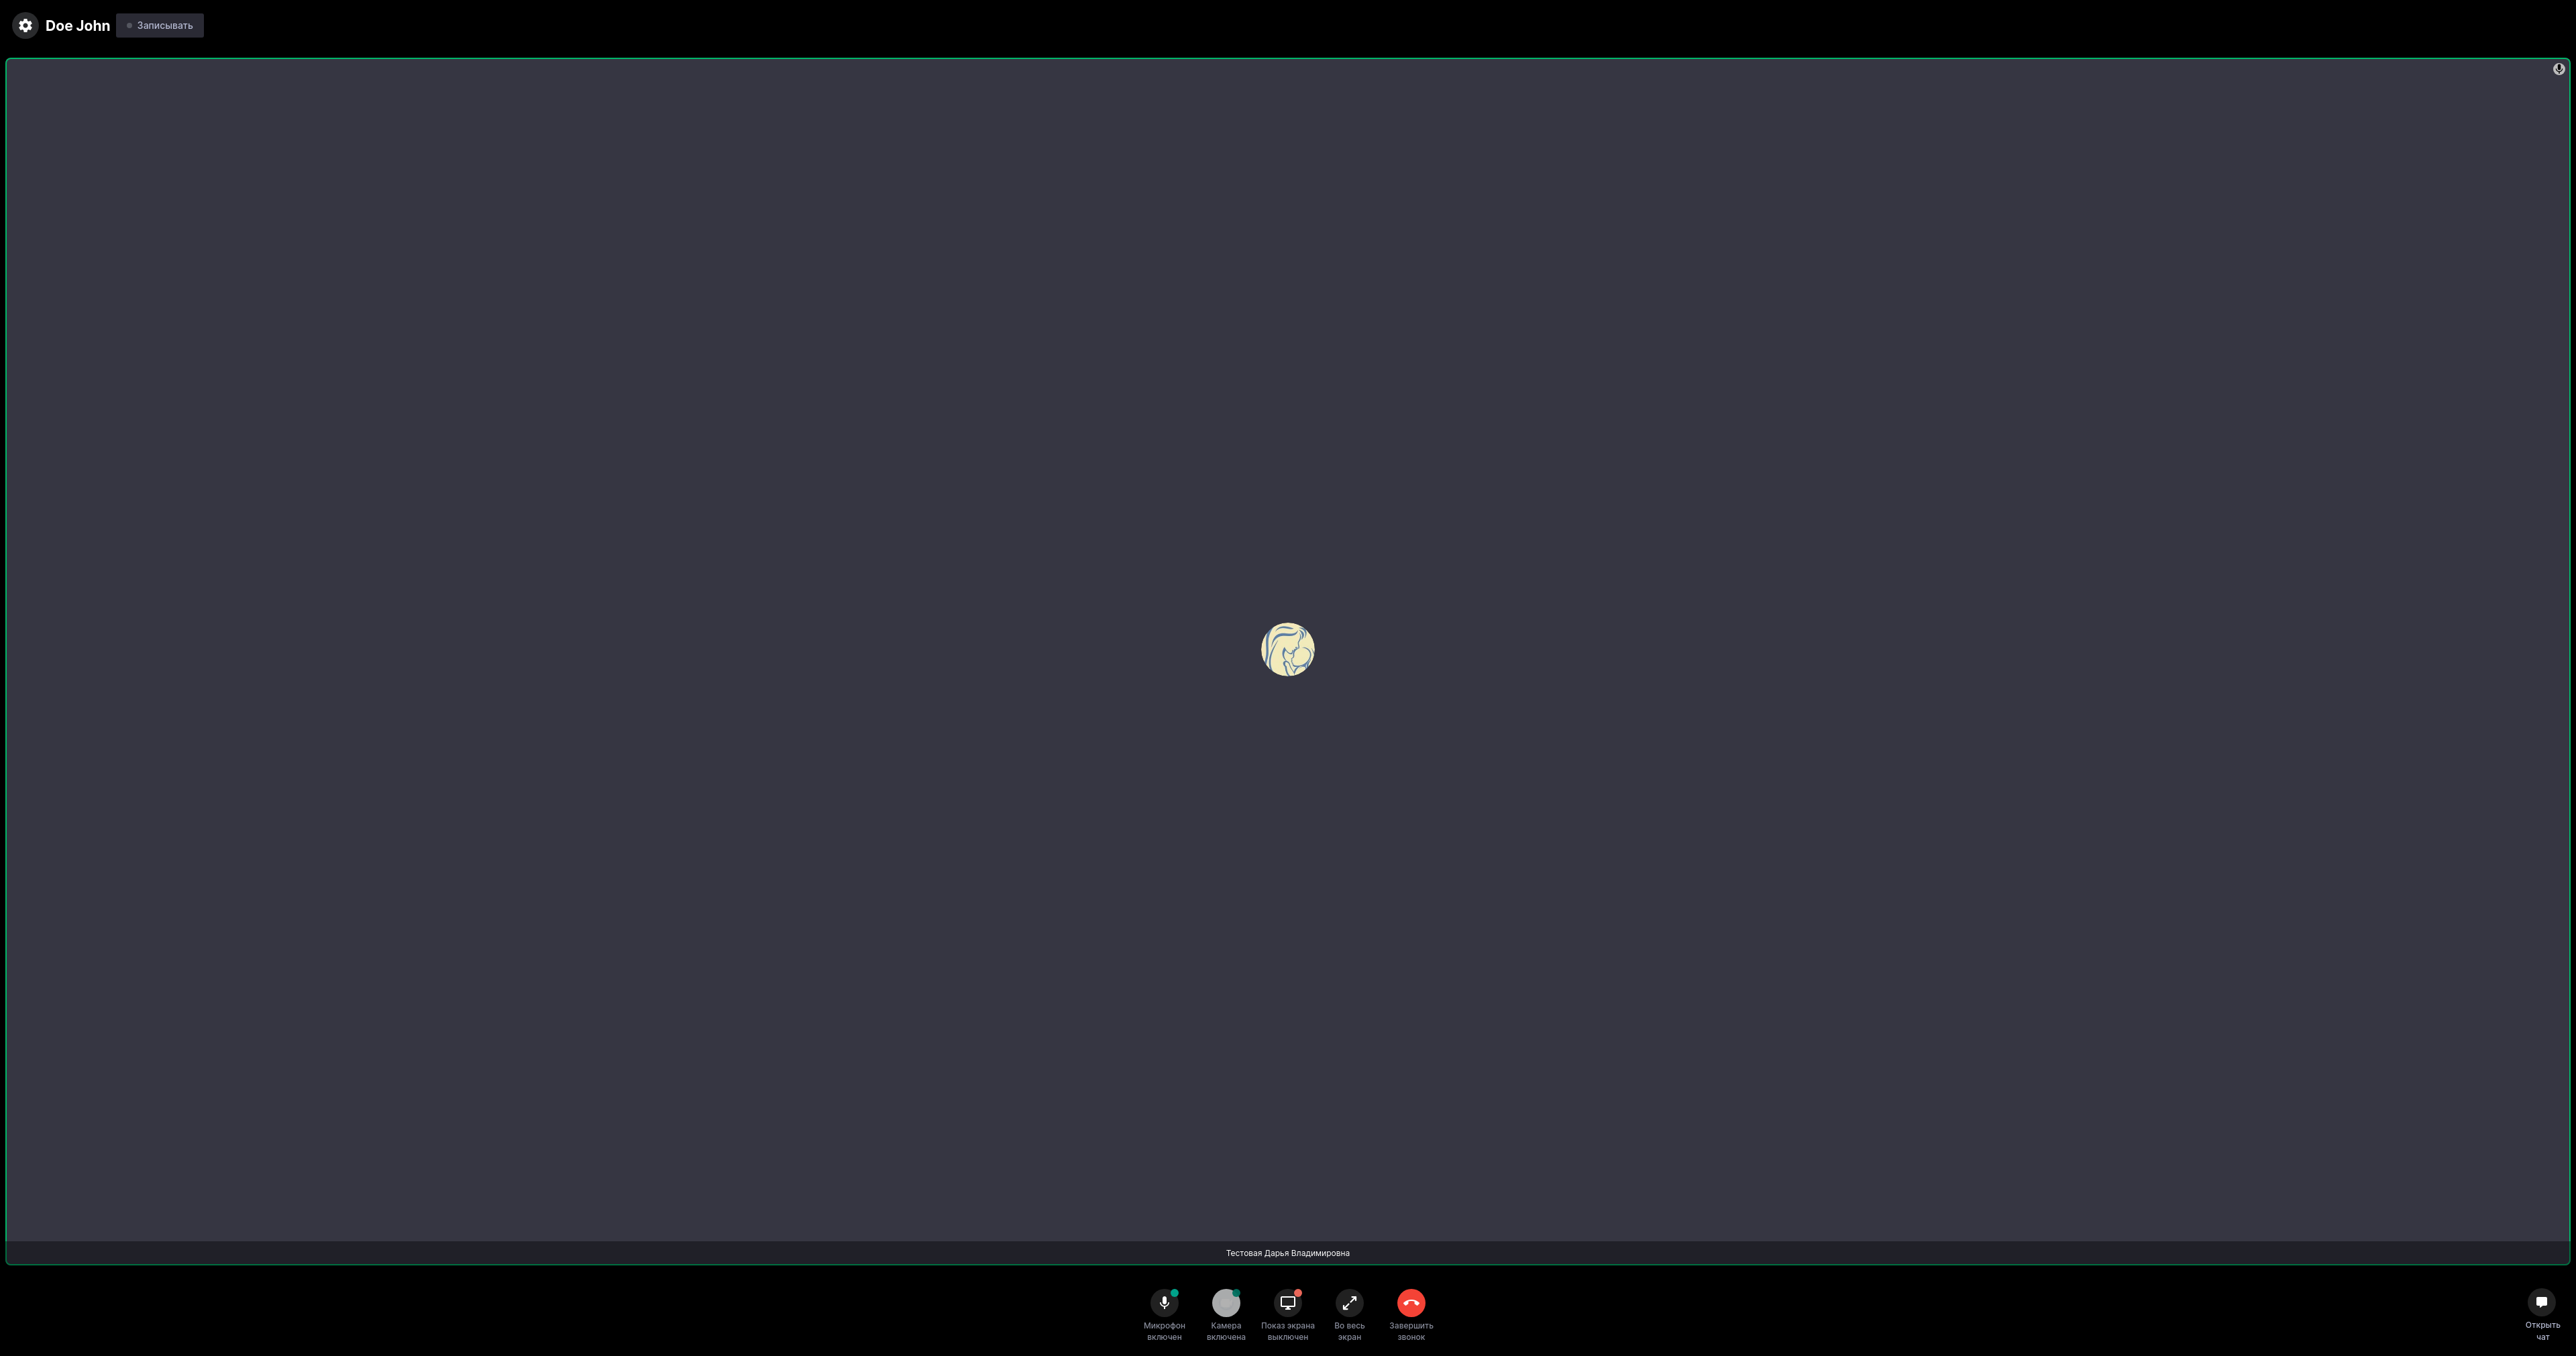 Doe John
Записывать
Тестовая Дарья Владимировна
Микрофон
включен
Камера
включена
Показ экрана
выключен
Во весь
экран
Завершить
звонок
Открыть
чат